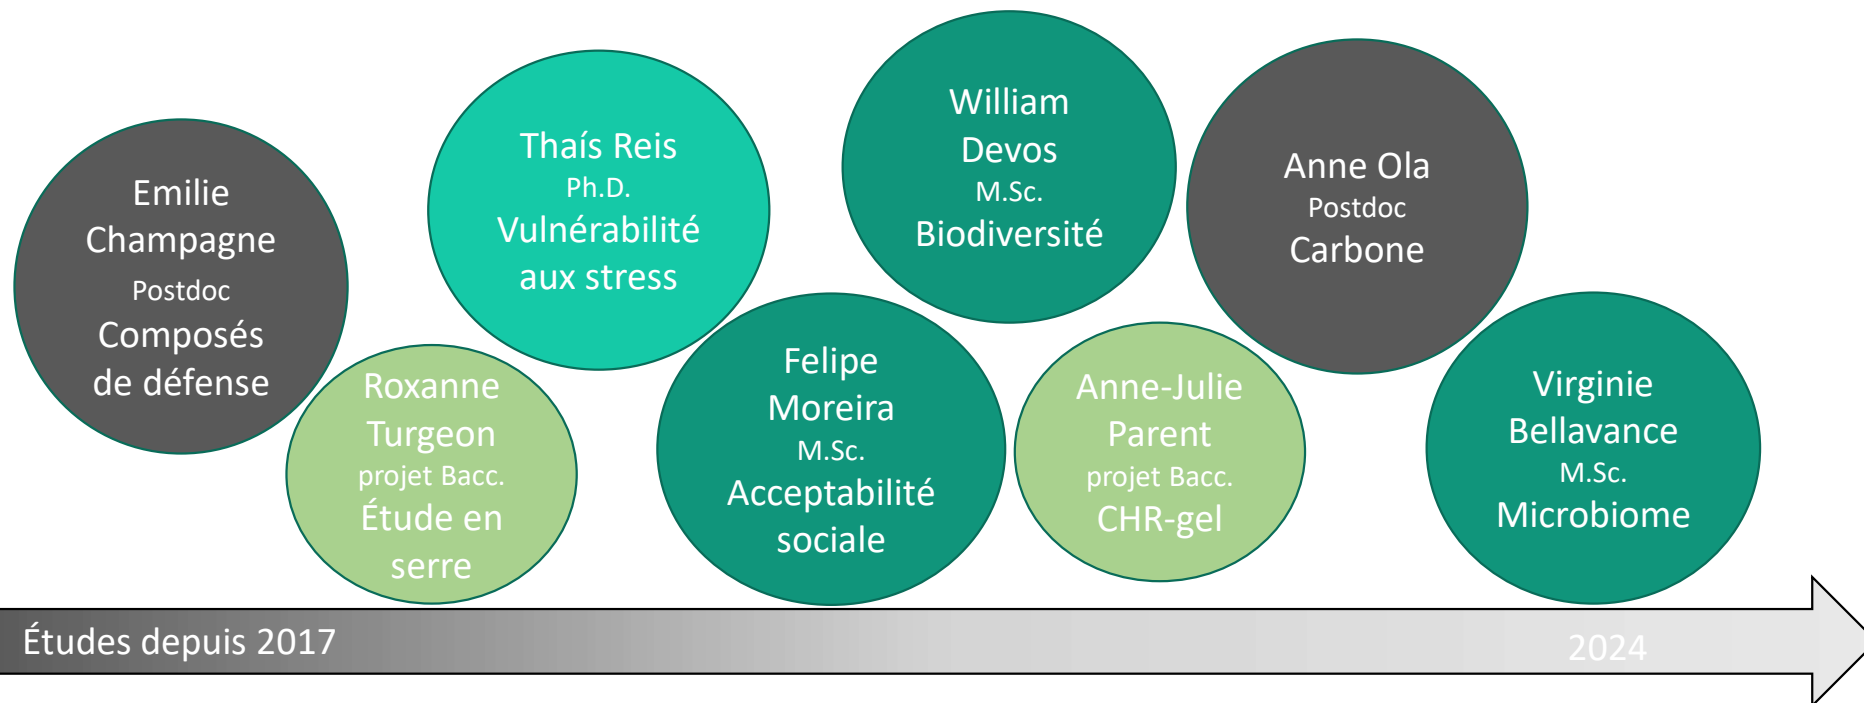 Emilie
Champagne
Postdoc
Composés
de défense
Roxanne
Turgeon
projet Bacc.
Étude en
serre
Thaís Reis
Ph.D.
Vulnérabilité
aux stress
Felipe
Moreira
M.Sc.
Acceptabilité
sociale
William
Devos
M.Sc.
Biodiversité
Anne-Julie
Parent
projet Bacc.
CHR-gel
Anne Ola
Postdoc
Carbone
Virginie
Bellavance
M.Sc.
Microbiome
Études depuis 2017
2024